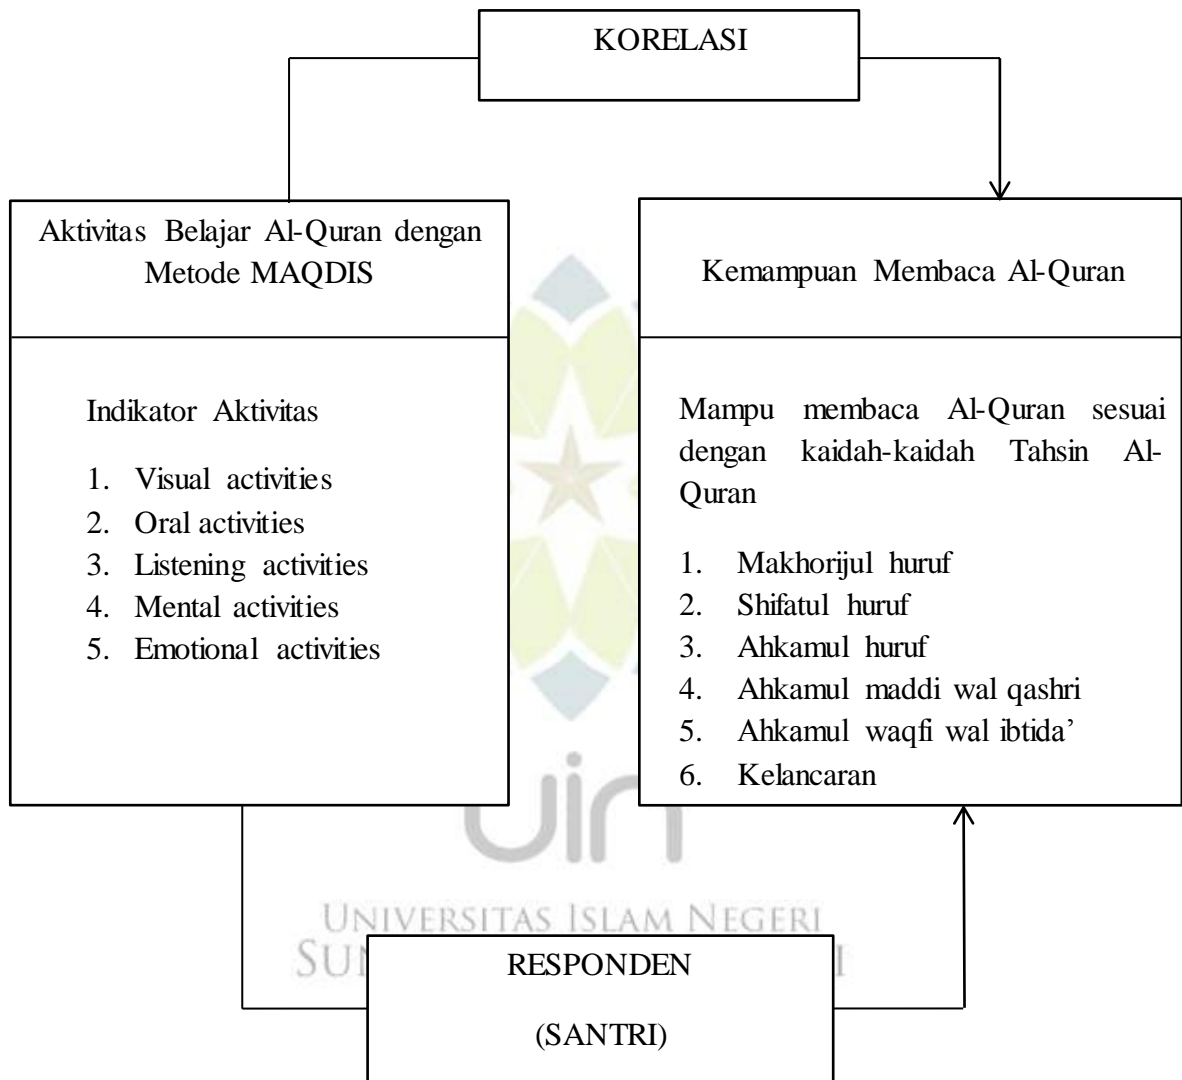 KORELASI
Aktivitas Belajar Al-Quran dengan
Metode MAQDIS
Indikator Aktivitas
1. Visual activities
2. Oral activities
3. Listening activities
4. Mental activities
5. Emotional activities
Kemampuan Membaca Al-Quran
Mampu membaca Al-Quran sesuai
dengan kaidah-kaidah Tahsin Al-
Quran
1. Makhorijul huruf
2. Shifatul huruf
3. Ahkamul huruf
4. Ahkamul maddi wal qashri
5. Ahkamul waqfi wal ibtida’
6. Kelancaran
uin
UNIVERSITAS ISLAM NEGERI
RESPONDEN
(SANTRI)